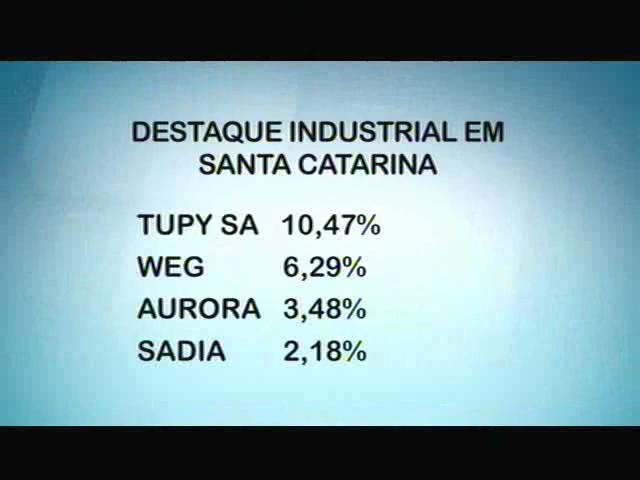 DESTAQUE INDUSTRIAL EM
SANTA CATARINA
TUPY SA 10,47%
WEG 6,29%
AURORA 3,48%
SADIA 2,18%